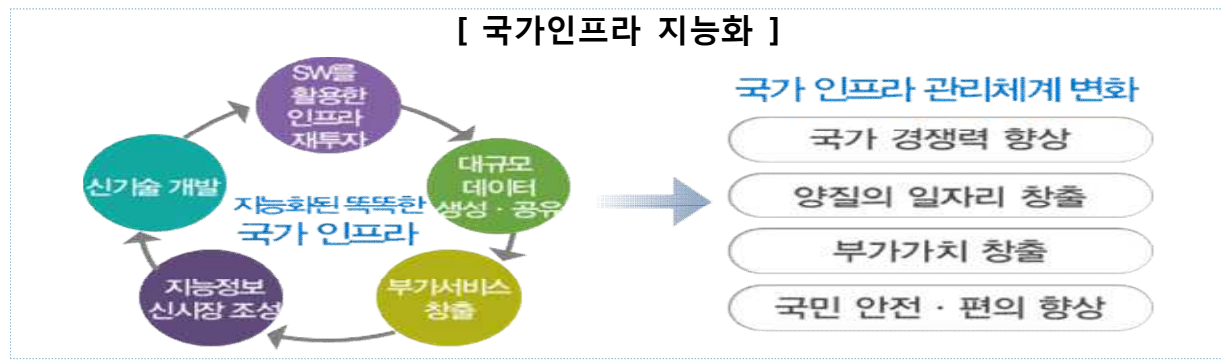 [ 국가인프라 지능화 ]
SW를
활용한
인프라
재투자
대규모
데이터
생성 · 공유
부가서비스
창출
지능정보
신시장 조성
신기술 개발
지능화된 똑똑한
국가 인프라
국가 인프라 관리체계 변화
국가 경쟁력 향상
양질의 일자리 창출
부가가치 창출
국민 안전 · 편의 향상